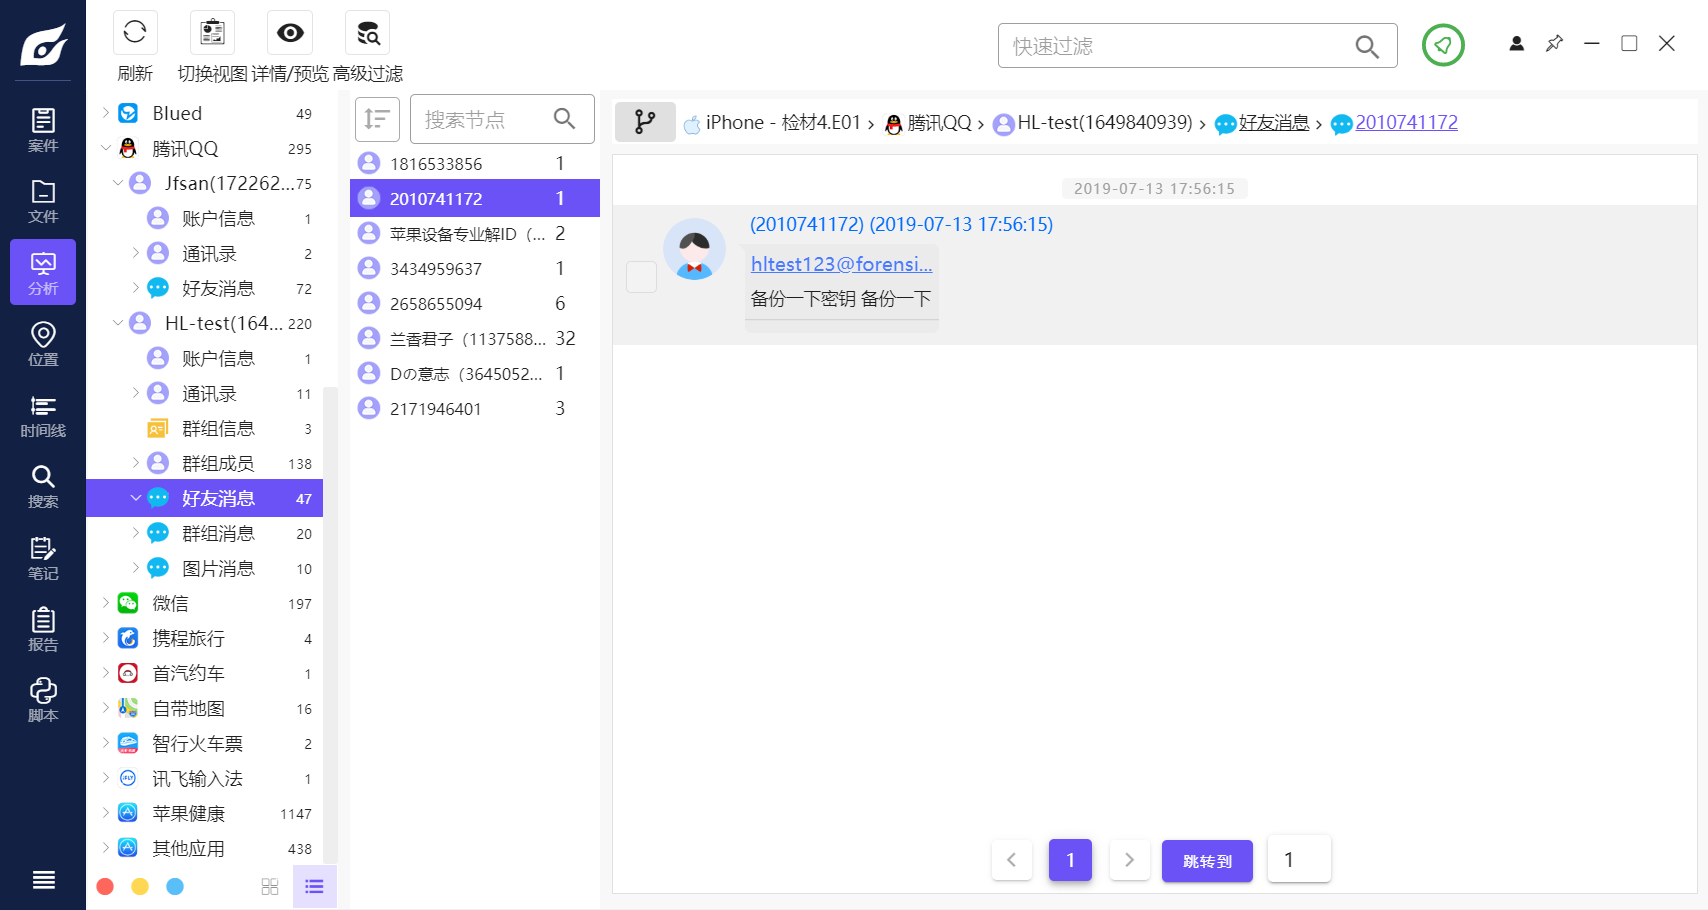 刷新
切换视图
详情/预览
高级过滤
快速过滤
案件
文件
分析
位置
时间线
搜索
笔记
报告
脚本
Blued 49
腾讯QQ 295
Jfsan(172262... 75
账户信息 1
通讯录 2
好友消息 72
HL-test(164... 220
账户信息 1
通讯录 11
群组信息 3
群组成员 138
好友消息 47
群组消息 20
图片消息 10
微信 197
携程旅行 4
首汽约车 1
自带地图 16
智行火车票 2
讯飞输入法 1
苹果健康 1147
其他应用 438
搜索节点
1816533856 1
2010741172 1
苹果设备专业解ID（... 2
3434959637 1
2658655094 6
兰香君子（1137588... 32
Dの意志（3645052... 1
2171946401 3
iPhone - 检材4.E01 › 腾讯QQ › HL-test(1649840939) › 好友消息 › 2010741172
2019-07-13 17:56:15
(2010741172) (2019-07-13 17:56:15)
hltest123@forensi...
备份一下密钥 备份一下
1
跳转到
1